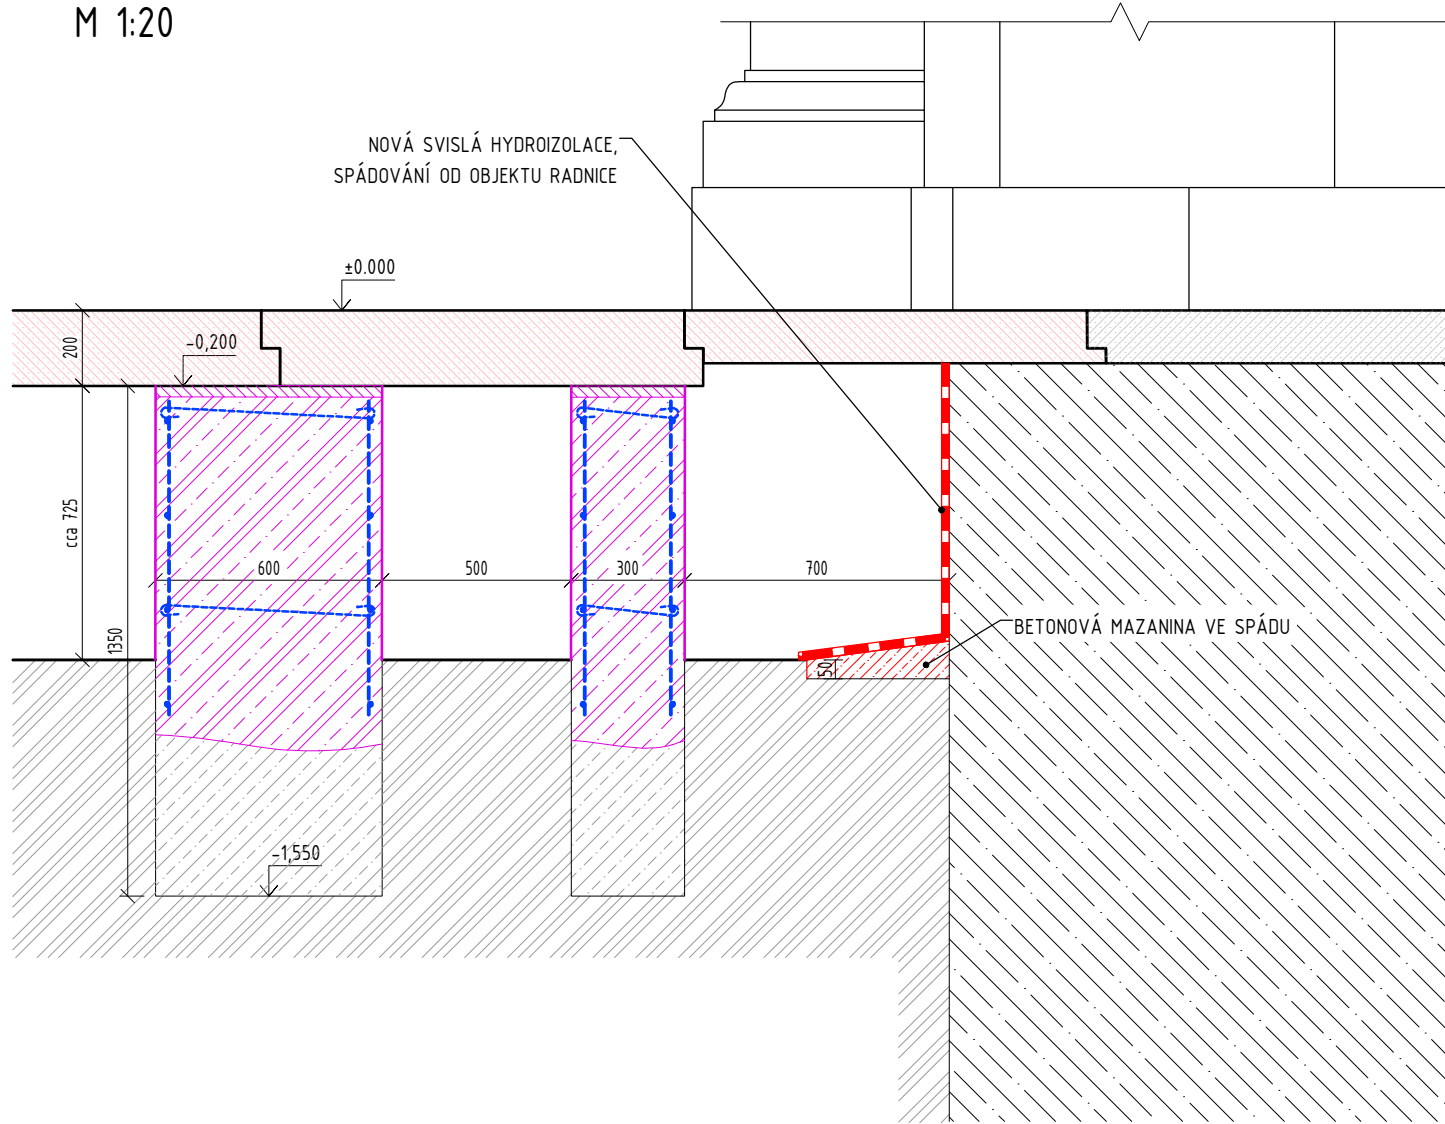 M 1:20
NOVÁ SVISLÁ HYDROIZOLACE,
SPÁDOVÁNÍ OD OBJEKTU RADNICE
±0.000
-0,200
200
cca 725
1350
600
500
300
700
50
BETONOVÁ MAZANINA VE SPÁDU
-1,550